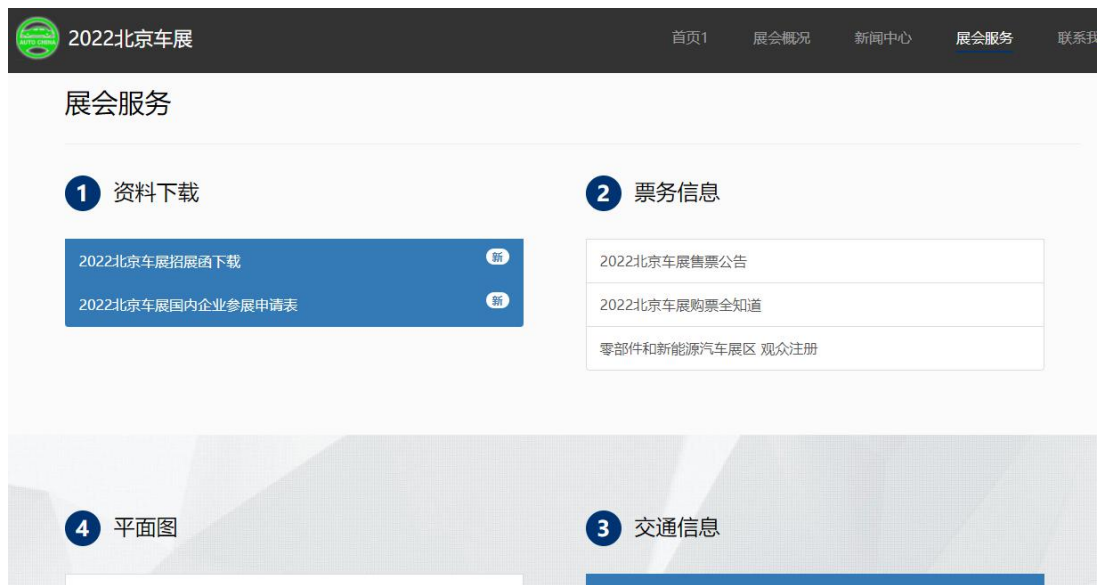 AUTO CHINA
2022北京车展
首页1 展会概况 新闻中心 展会服务 联系我
展会服务
1 资料下载
2022北京车展招展函下载 新
2022北京车展国内企业参展申请表 新
2 票务信息
2022北京车展售票公告
2022北京车展购票全知道
零部件和新能源汽车展区 观众注册
4 平面图
3 交通信息